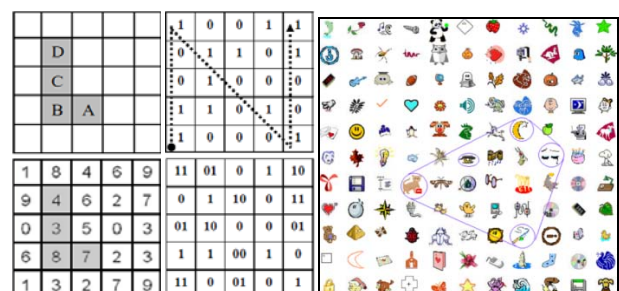 D
C
B A
1 0 0 1 1
0 1 1 0 1
0 1 0 0 0
1 1 0 1 0
1 0 0 0 1
1 8 4 6 9
9 4 6 2 7
0 3 5 0 3
6 8 7 2 3
1 3 2 7 9
11 01 0 1 10
0 1 10 0 11
01 10 0 0 01
1 1 00 1 0
11 0 01 0 1